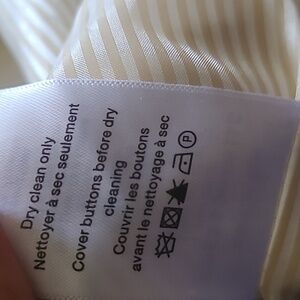 Dry clean only
Nettoyer à sec seulement
Cover buttons before dry
cleaning
Couvrir les boutons
avant le nettoyage à sec
P